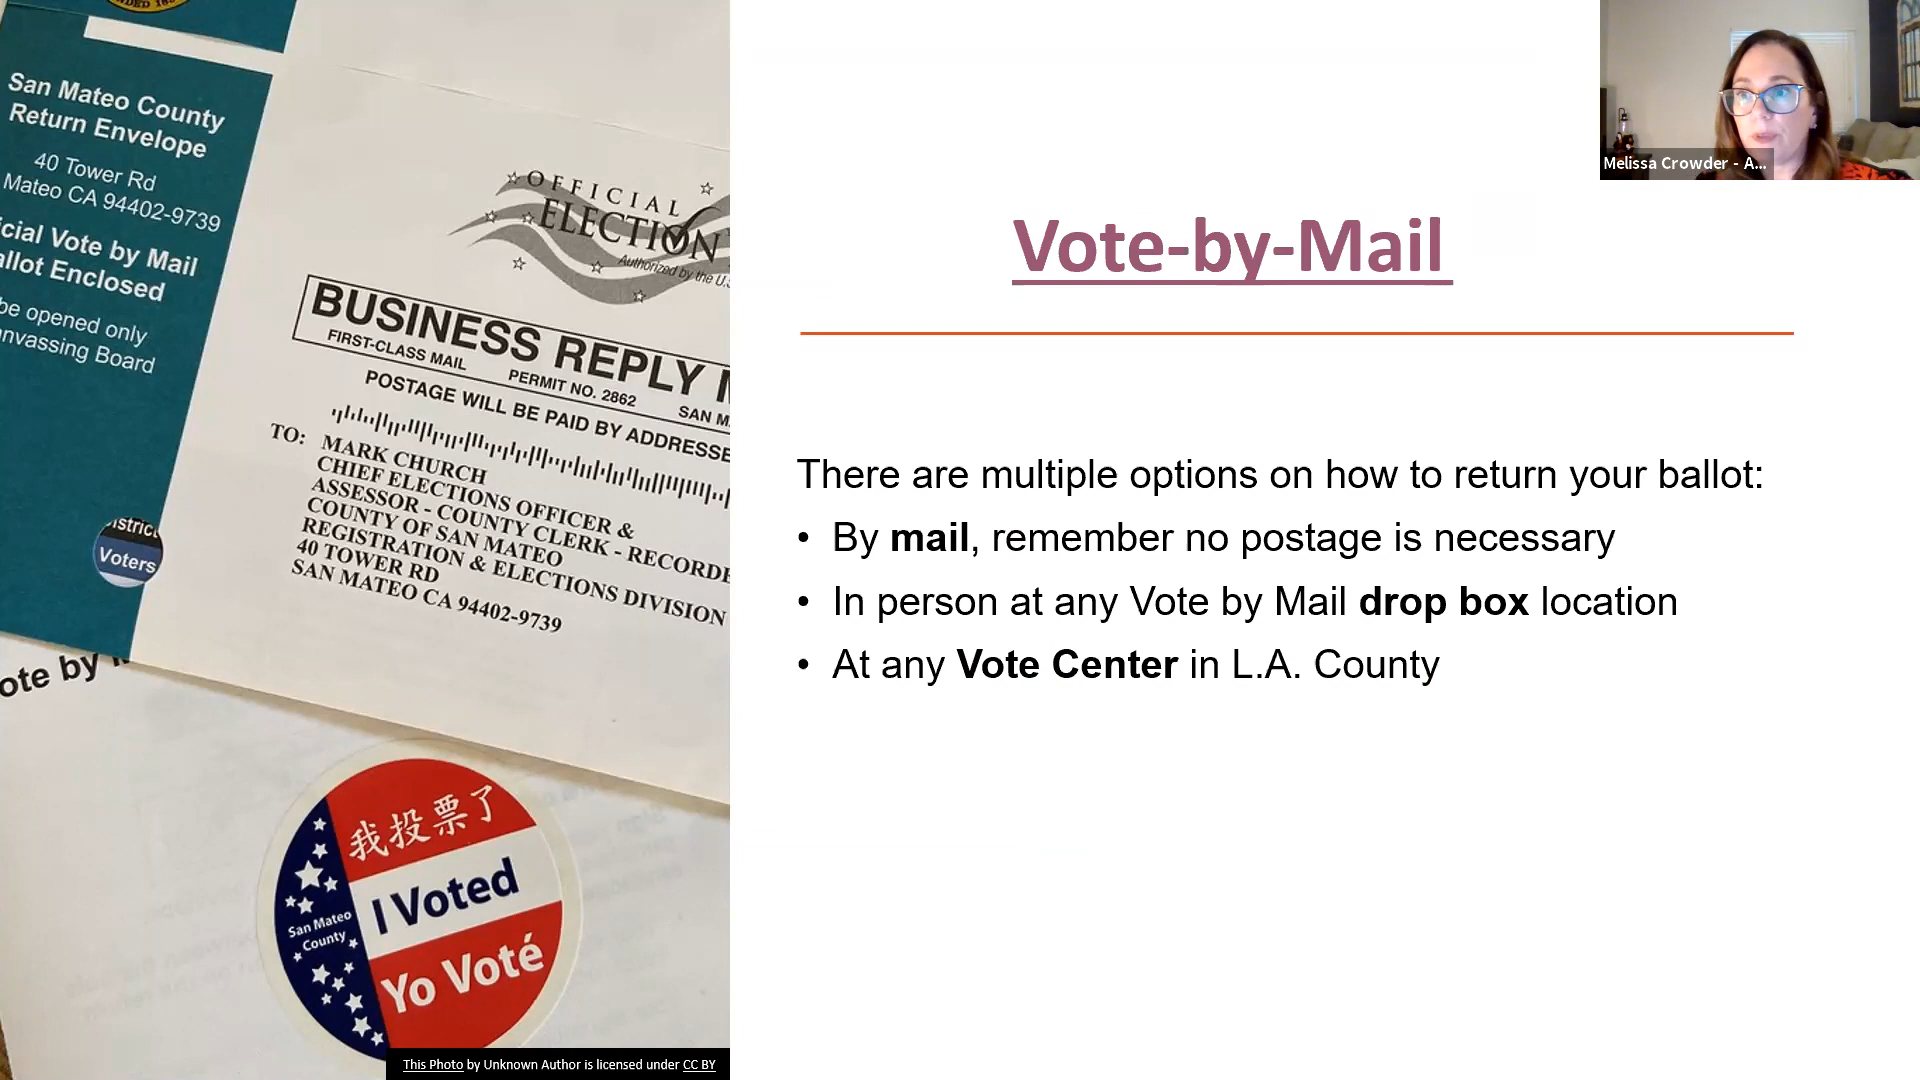 San Mateo County
Return Envelope
40 Tower Rd
Mateo CA 94402-9739
Vote by Mail
Enclosed
be opened only
Board
OFFICIAL
ELECTION
Authorized by the U.S.
BUSINESS REPLY
FIRST-CLASS MAIL PERMIT NO. 2862 SAN
POSTAGE WILL BE PAID BY
TO: MARK CHURCH
CHIEF ELECTIONS OFFICER &
ASSESSOR - COUNTY CLERK -
COUNTY OF SAN MATEO
REGISTRATION & ELECTIONS DIVISION
40 TOWER RD
SAN MATEO CA 94402-9739
Voters
by
我投票了
I Voted
Yo Voté
San Mateo
County
This Photo by Unknown Author is licensed under CC BY
Melissa Crowder - A...
Vote-by-Mail
There are multiple options on how to return your ballot:
• By mail, remember no postage is necessary
• In person at any Vote by Mail drop box location
• At any Vote Center in L.A. County